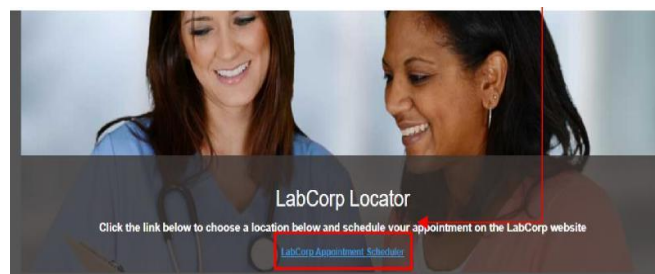 LabCorp Locator
Click the link below to choose a location below and schedule your appointment on the LabCorp website
LabCorp Appointment Scheduler